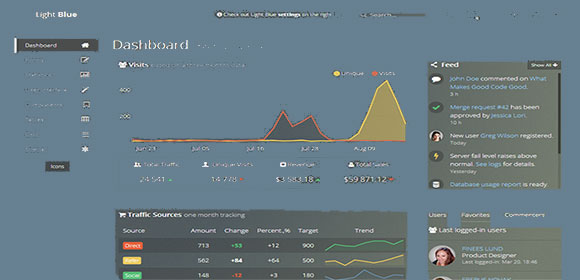 Light Blue
Check out Light Blue settings on the right
Search...
Dashboard
Dashboard
Visits
Unique Visits
400
200
Jun 23 Jul 05 Jul 16 Jul 28 Aug 09
Total Traffic Unique Visits Revenue Total Sales
24 541 14 778 $3 583.18 $59 871.12
Icons
Feed
Show All
John Doe commented on What
Makes Good Code Good.
3 h
Merge request #42 has been
approved by Jessica Lori.
10 h
New user Greg Wilson registered.
Today
Server fail level raises above
normal. See logs for details.
Yesterday
Database usage report is ready.
Traffic Sources one month tracking
Source Amount Change Percent.,% Target Trend
Direct 713 +53 +12 900
562 +84 +64 500
Social 148 -12 +3 180
Users Favorites Commenters
Last logged-in users
FINEES LUND
Product Designer
Last logged-in: Mar 20, 18:46